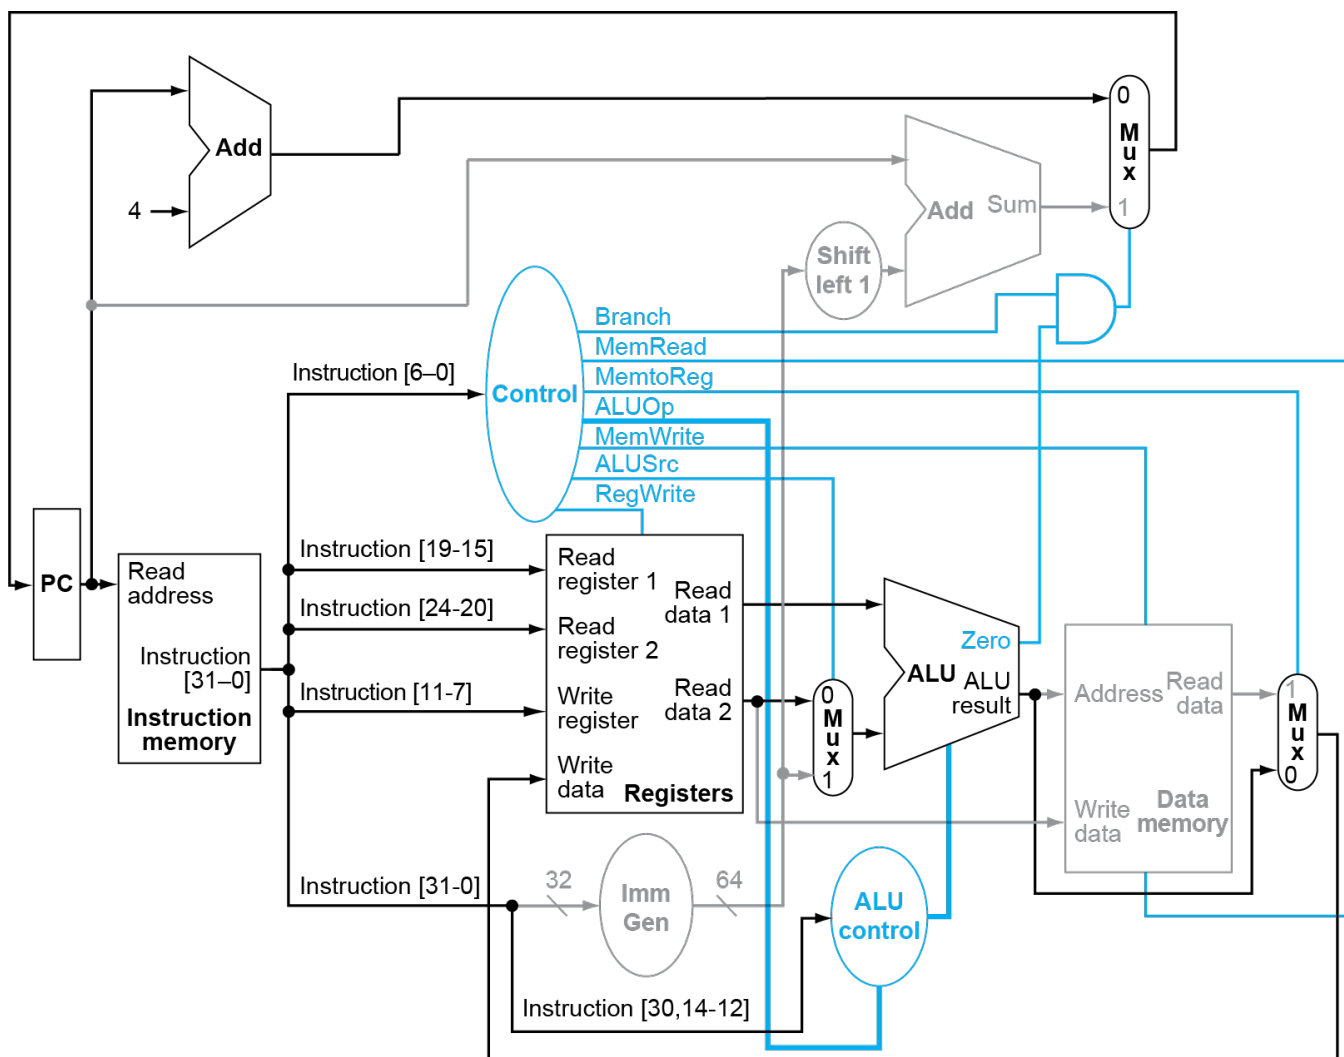 0
M
u
x
1
Add
4
Add Sum
Shift
left 1
Branch
MemRead
MemtoReg
ALUOp
MemWrite
ALUSrc
RegWrite
Control
Instruction [6–0]
PC
Read
address
Instruction
[31–0]
Instruction
memory
Instruction [19-15]
Instruction [24-20]
Instruction [11-7]
Instruction [31-0]
Read
register 1
Read
register 2
Write
register
Write
data
Read
data 1
Read
data 2
Registers
0
M
u
x
1
Zero
ALU
ALU
result
Address
Read
data
Write
data
Data
memory
1
M
u
x
0
32
Imm
Gen
64
ALU
control
Instruction [30,14-12]